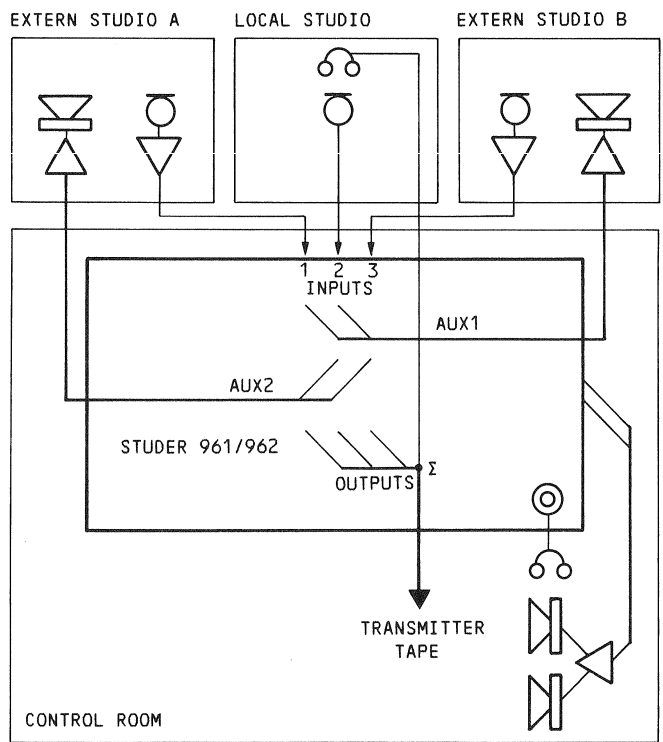 EXTERN STUDIO A
LOCAL STUDIO
EXTERN STUDIO B
1 2 3
INPUTS
AUX1
AUX2
STUDER 961/962
Σ
OUTPUTS
TRANSMITTER
TAPE
CONTROL ROOM